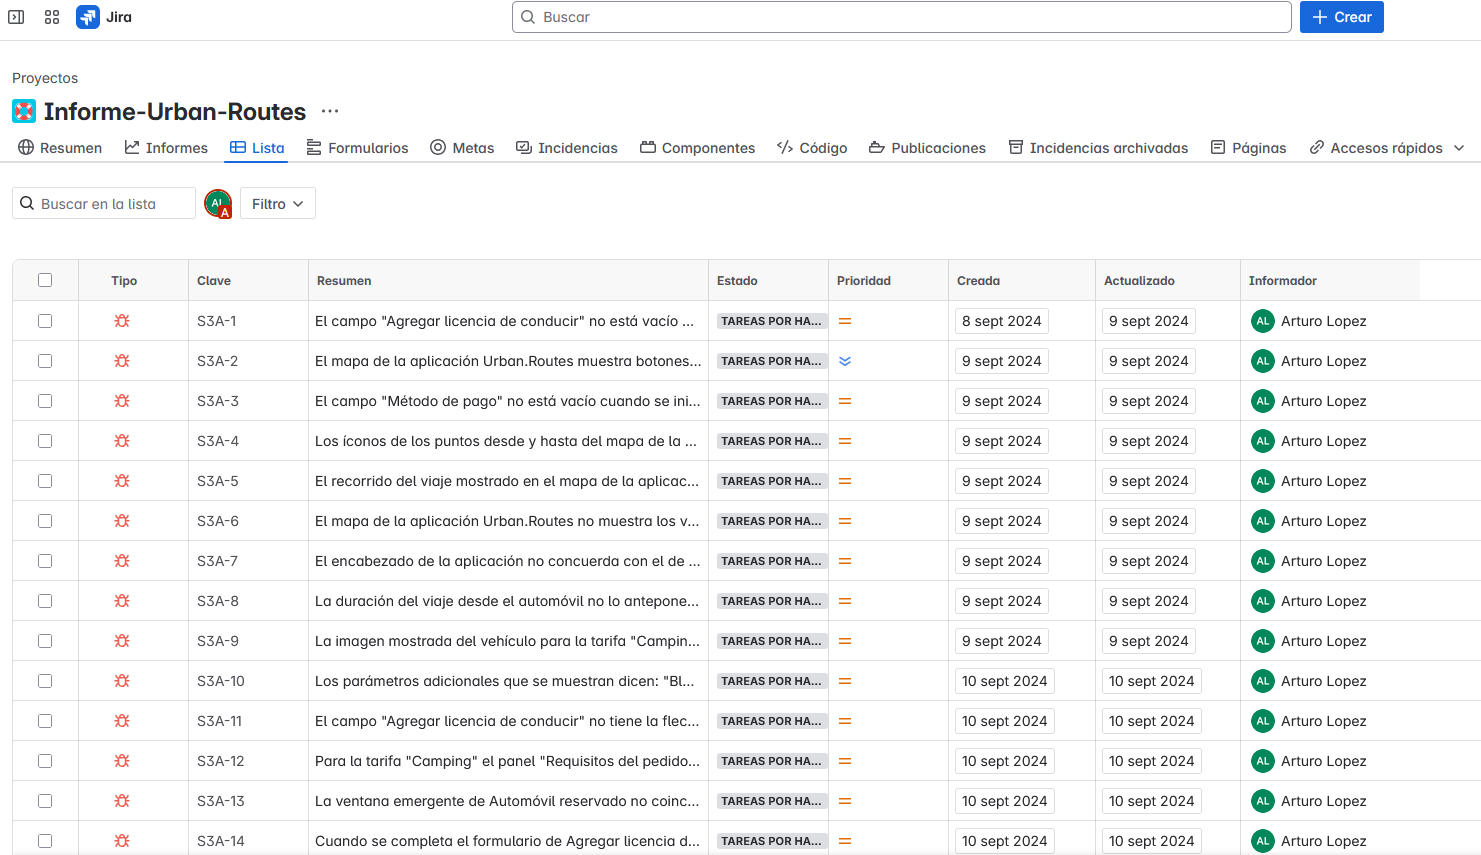 Jira
Buscar
Crear
Proyectos
Informe-Urban-Routes
Resumen Informes Lista Formularios Metas Incidencias Componentes Código Publicaciones Incidencias archivadas Páginas Accesos rápidos
Buscar en la lista AL A Filtro
Tipo Clave Resumen Estado Prioridad Creada Actualizado Informador
S3A-1 El campo "Agregar licencia de conducir" no está vacío ... TAREAS POR HA... 8 sept 2024 9 sept 2024 AL Arturo Lopez
S3A-2 El mapa de la aplicación Urban.Routes muestra botones... TAREAS POR HA... 9 sept 2024 9 sept 2024 AL Arturo Lopez
S3A-3 El campo "Método de pago" no está vacío cuando se ini... TAREAS POR HA... 9 sept 2024 9 sept 2024 AL Arturo Lopez
S3A-4 Los íconos de los puntos desde y hasta del mapa de la ... TAREAS POR HA... 9 sept 2024 9 sept 2024 AL Arturo Lopez
S3A-5 El recorrido del viaje mostrado en el mapa de la aplicac... TAREAS POR HA... 9 sept 2024 9 sept 2024 AL Arturo Lopez
S3A-6 El mapa de la aplicación Urban.Routes no muestra los v... TAREAS POR HA... 9 sept 2024 9 sept 2024 AL Arturo Lopez
S3A-7 El encabezado de la aplicación no concuerda con el de ... TAREAS POR HA... 9 sept 2024 9 sept 2024 AL Arturo Lopez
S3A-8 La duración del viaje desde el automóvil no lo antepone... TAREAS POR HA... 9 sept 2024 9 sept 2024 AL Arturo Lopez
S3A-9 La imagen mostrada del vehículo para la tarifa "Campin... TAREAS POR HA... 9 sept 2024 9 sept 2024 AL Arturo Lopez
S3A-10 Los parámetros adicionales que se muestran dicen: "Bl... TAREAS POR HA... 10 sept 2024 10 sept 2024 AL Arturo Lopez
S3A-11 El campo "Agregar licencia de conducir" no tiene la flec... TAREAS POR HA... 10 sept 2024 10 sept 2024 AL Arturo Lopez
S3A-12 Para la tarifa "Camping" el panel "Requisitos del pedido... TAREAS POR HA... 10 sept 2024 10 sept 2024 AL Arturo Lopez
S3A-13 La ventana emergente de Automóvil reservado no coinc... TAREAS POR HA... 10 sept 2024 10 sept 2024 AL Arturo Lopez
S3A-14 Cuando se completa el formulario de Agregar licencia d... TAREAS POR HA... 10 sept 2024 10 sept 2024 AL Arturo Lopez